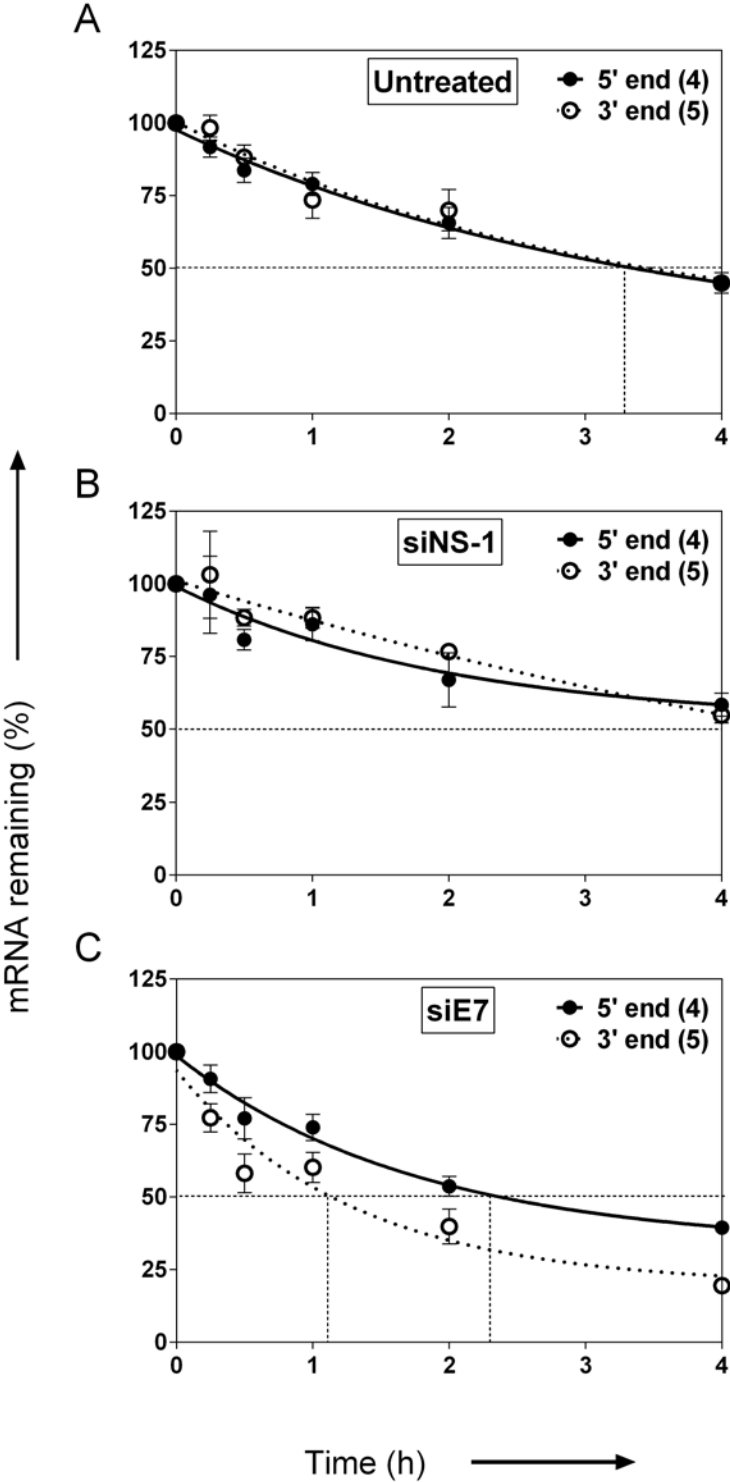 A
125
100
75
50
25
0
Untreated
5' end (4)
3' end (5)
0 1 2 3 4
B
125
100
75
50
25
0
siNS-1
5' end (4)
3' end (5)
0 1 2 3 4
C
125
100
75
50
25
0
siE7
5' end (4)
3' end (5)
0 1 2 3 4
mRNA remaining (%)
Time (h)